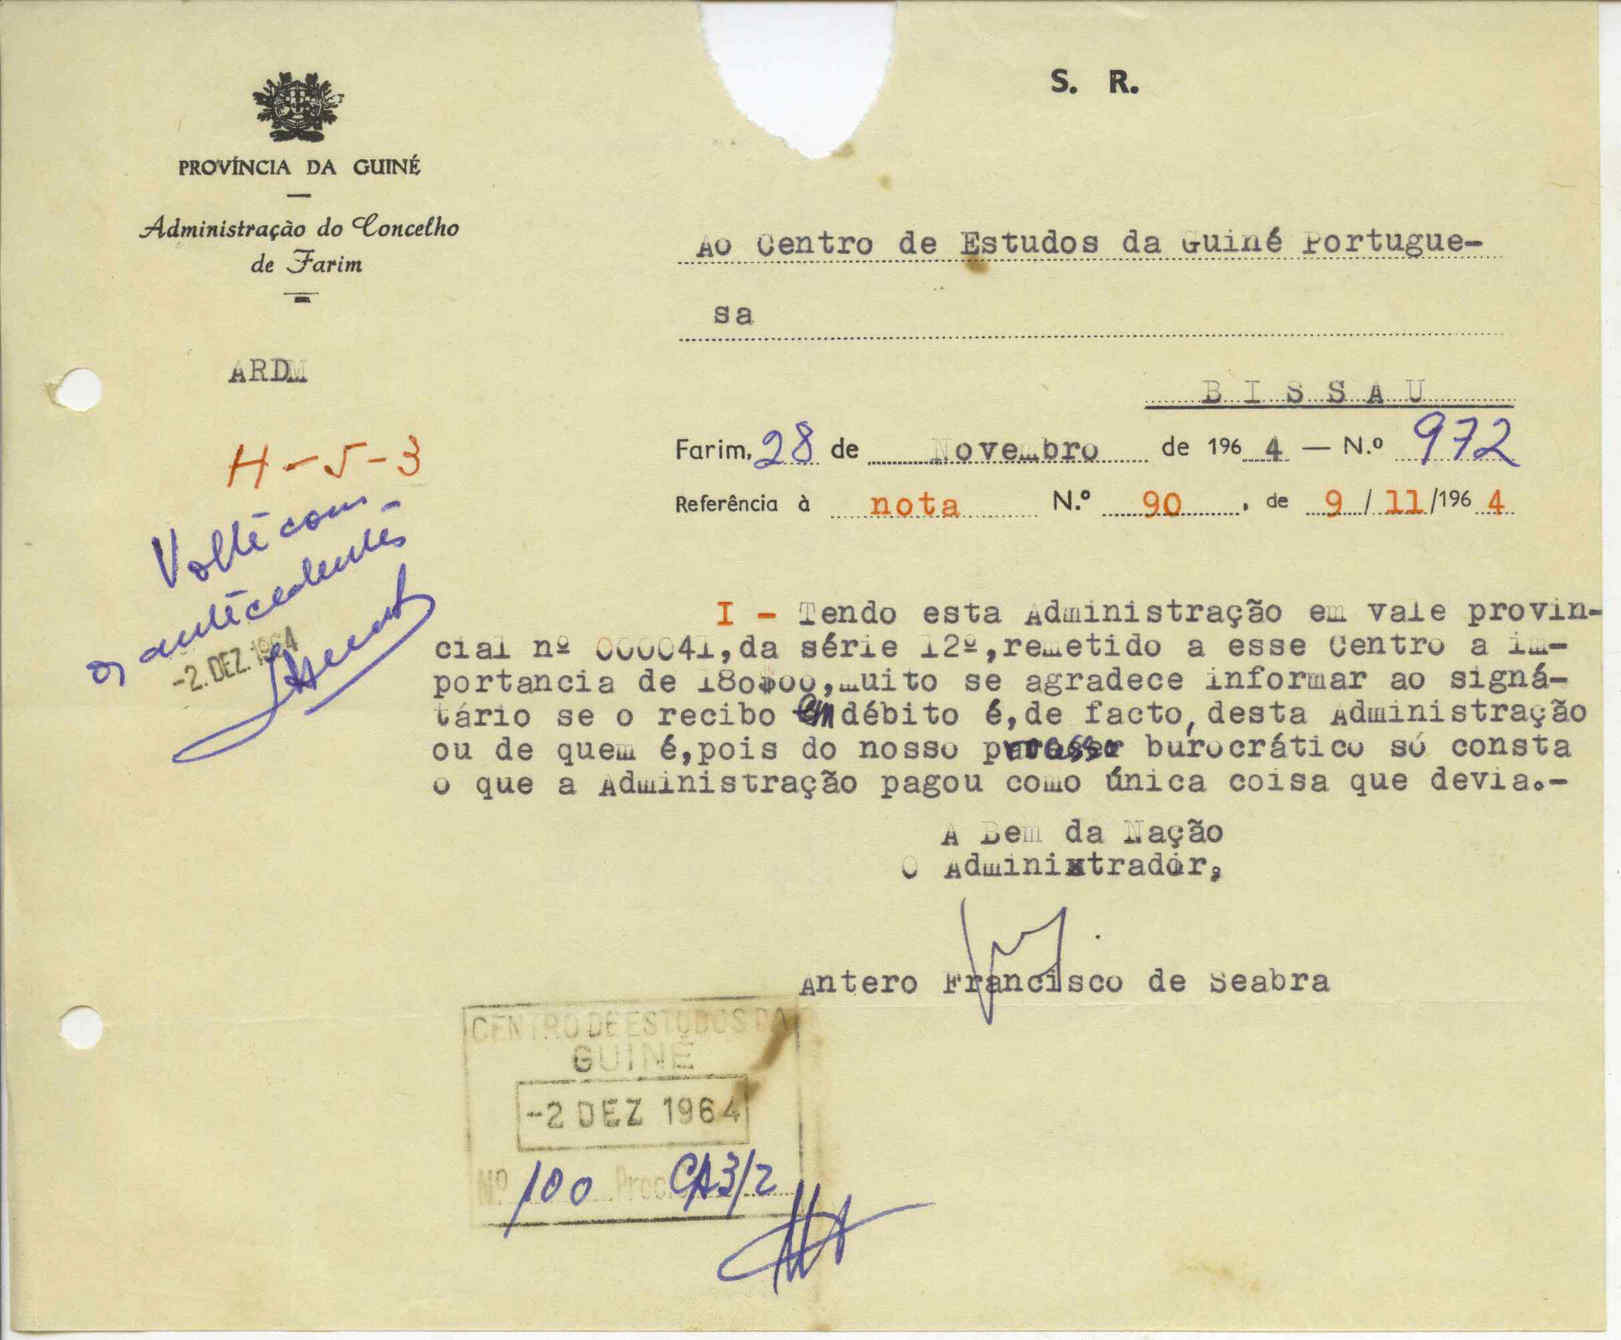 S. R.
PROVÍNCIA DA GUINÉ
Administração do Concelho
de Farim
Ao Centro de Estudos da Guiné Portugue-
sa
ARDM
BISSAU
H-5-3
Farim, 28 de Novembro de 1964 — N.º 972
Referência à nota N.º 90, de 9/11/1964
Volte com
os antecedentes
-2. DEZ. 1964
I - Tendo esta Administração em vale provin-
cial nº 000041, da série 12ª, remetido a esse Centro a im-
portancia de 180$00, muito se agradece informar ao signá-
tário se o recibo em débito é, de facto, desta Administração
ou de quem é, pois do nosso burocrático só consta
o que a Administração pagou como única coisa que devia.-
A Bem da Nação
O Administrador,
Antero Francisco de Seabra
CENTRO DE ESTUDOS DA
GUINÉ
-2 DEZ 1964
Nº 100 Proc. CA3/2